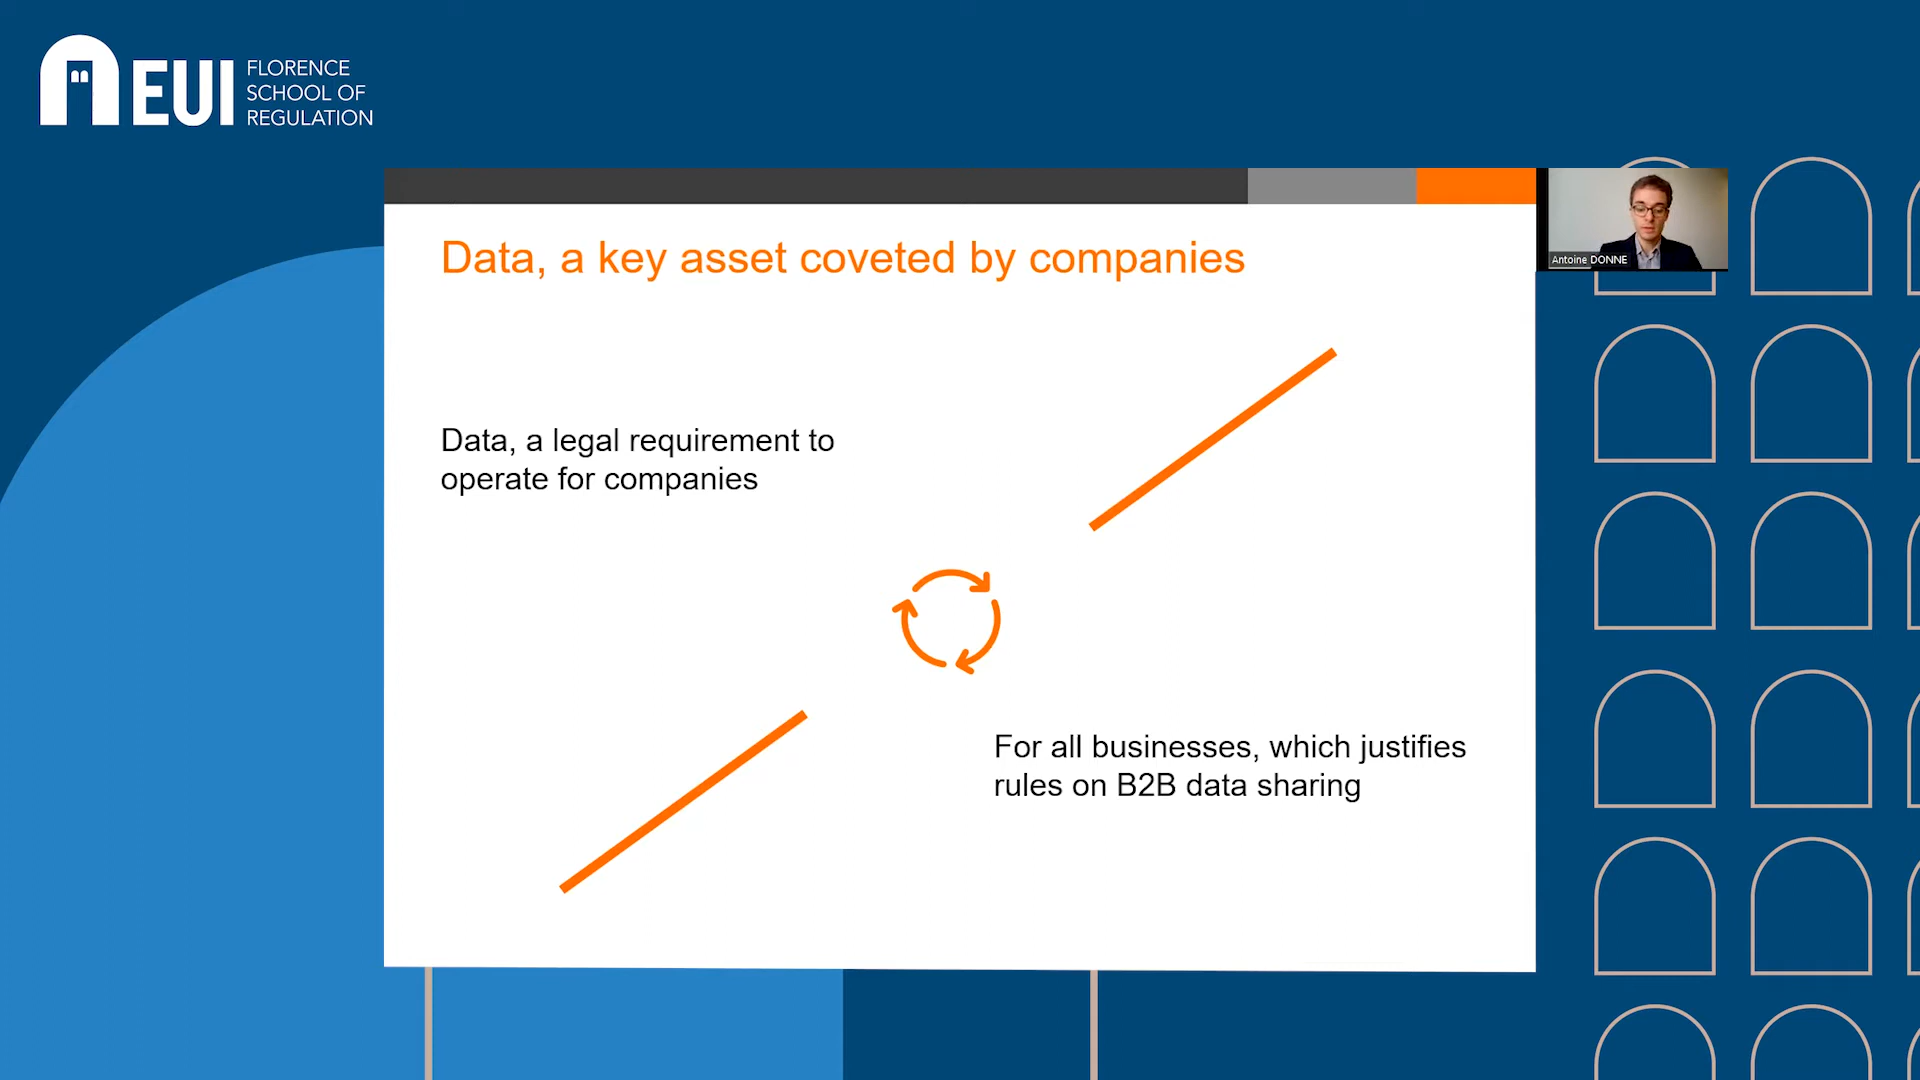 EUI
FLORENCE
SCHOOL OF
REGULATION
Data, a key asset coveted by companies
Antoine DONNE
Data, a legal requirement to
operate for companies
For all businesses, which justifies
rules on B2B data sharing